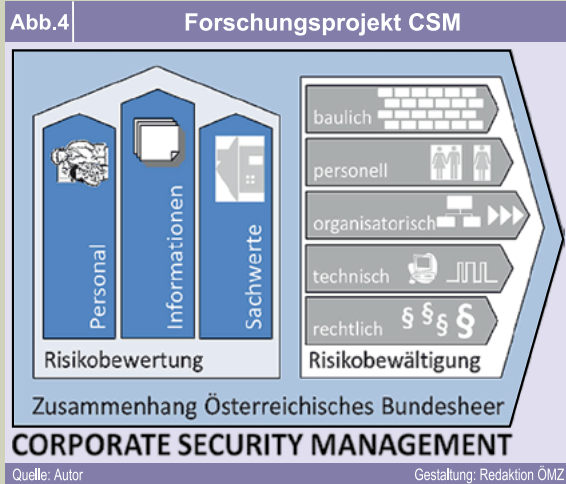 Abb.4
Forschungsprojekt CSM
Personal
Informationen
Sachwerte
Risikobewertung
baulich
personell
organisatorisch
technisch
rechtlich § § § §
Risikobewältigung
Zusammenhang Österreichisches Bundesheer
CORPORATE SECURITY MANAGEMENT
Quelle: Autor
Gestaltung: Redaktion ÖMZ